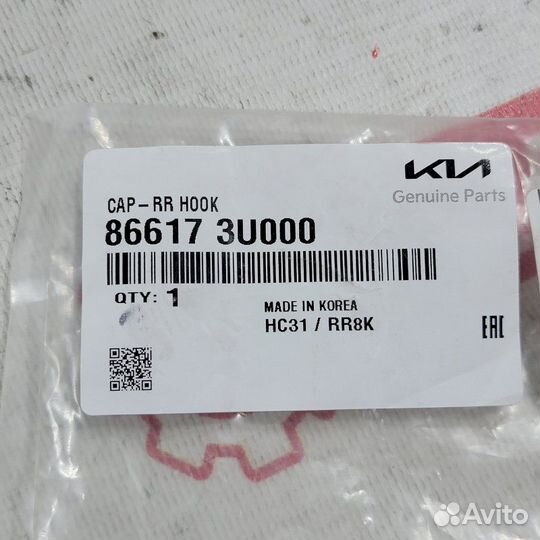 KIA
Genuine Parts
CAP-RR HOOK
86617 3U000
QTY: 1
MADE IN KOREA
HC31 / RR8K
EAC
Avito